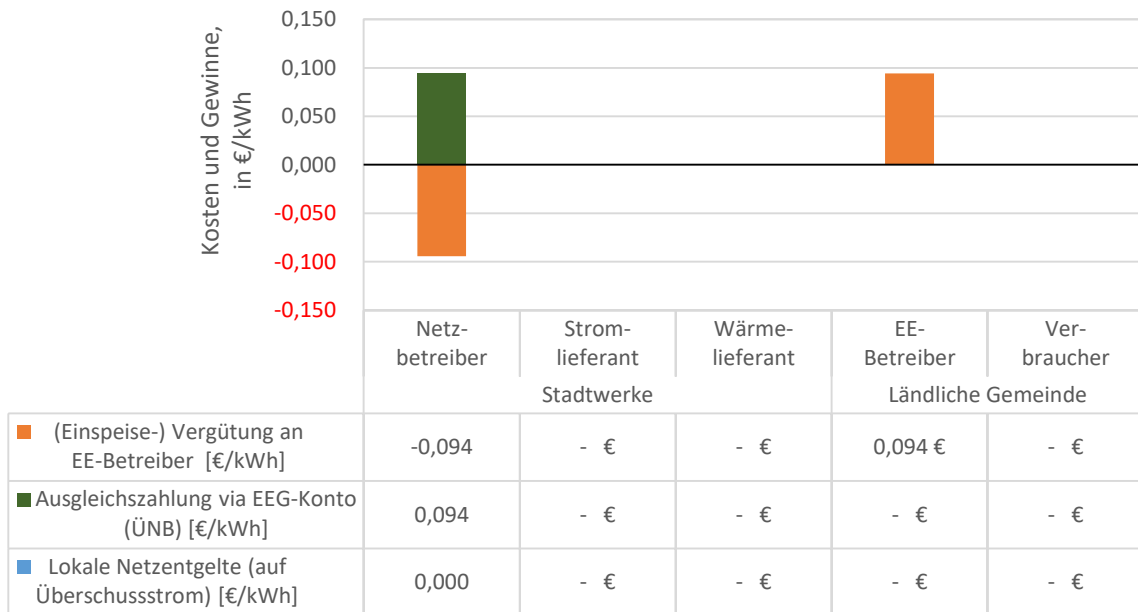 Kosten und Gewinne,
in €/kWh
0,150
0,100
0,050
0,000
-0,050
-0,100
-0,150
Netz-
betreiber
Strom-
lieferant
Wärme-
lieferant
EE-
Betreiber
Ver-
braucher
Stadtwerke
Ländliche Gemeinde
(Einspeise-) Vergütung an
EE-Betreiber [€/kWh]
-0,094
- €
- €
0,094 €
- €
Ausgleichszahlung via EEG-Konto
(ÜNB) [€/kWh]
0,094
- €
- €
- €
- €
Lokale Netzentgelte (auf
Überschussstrom) [€/kWh]
0,000
- €
- €
- €
- €